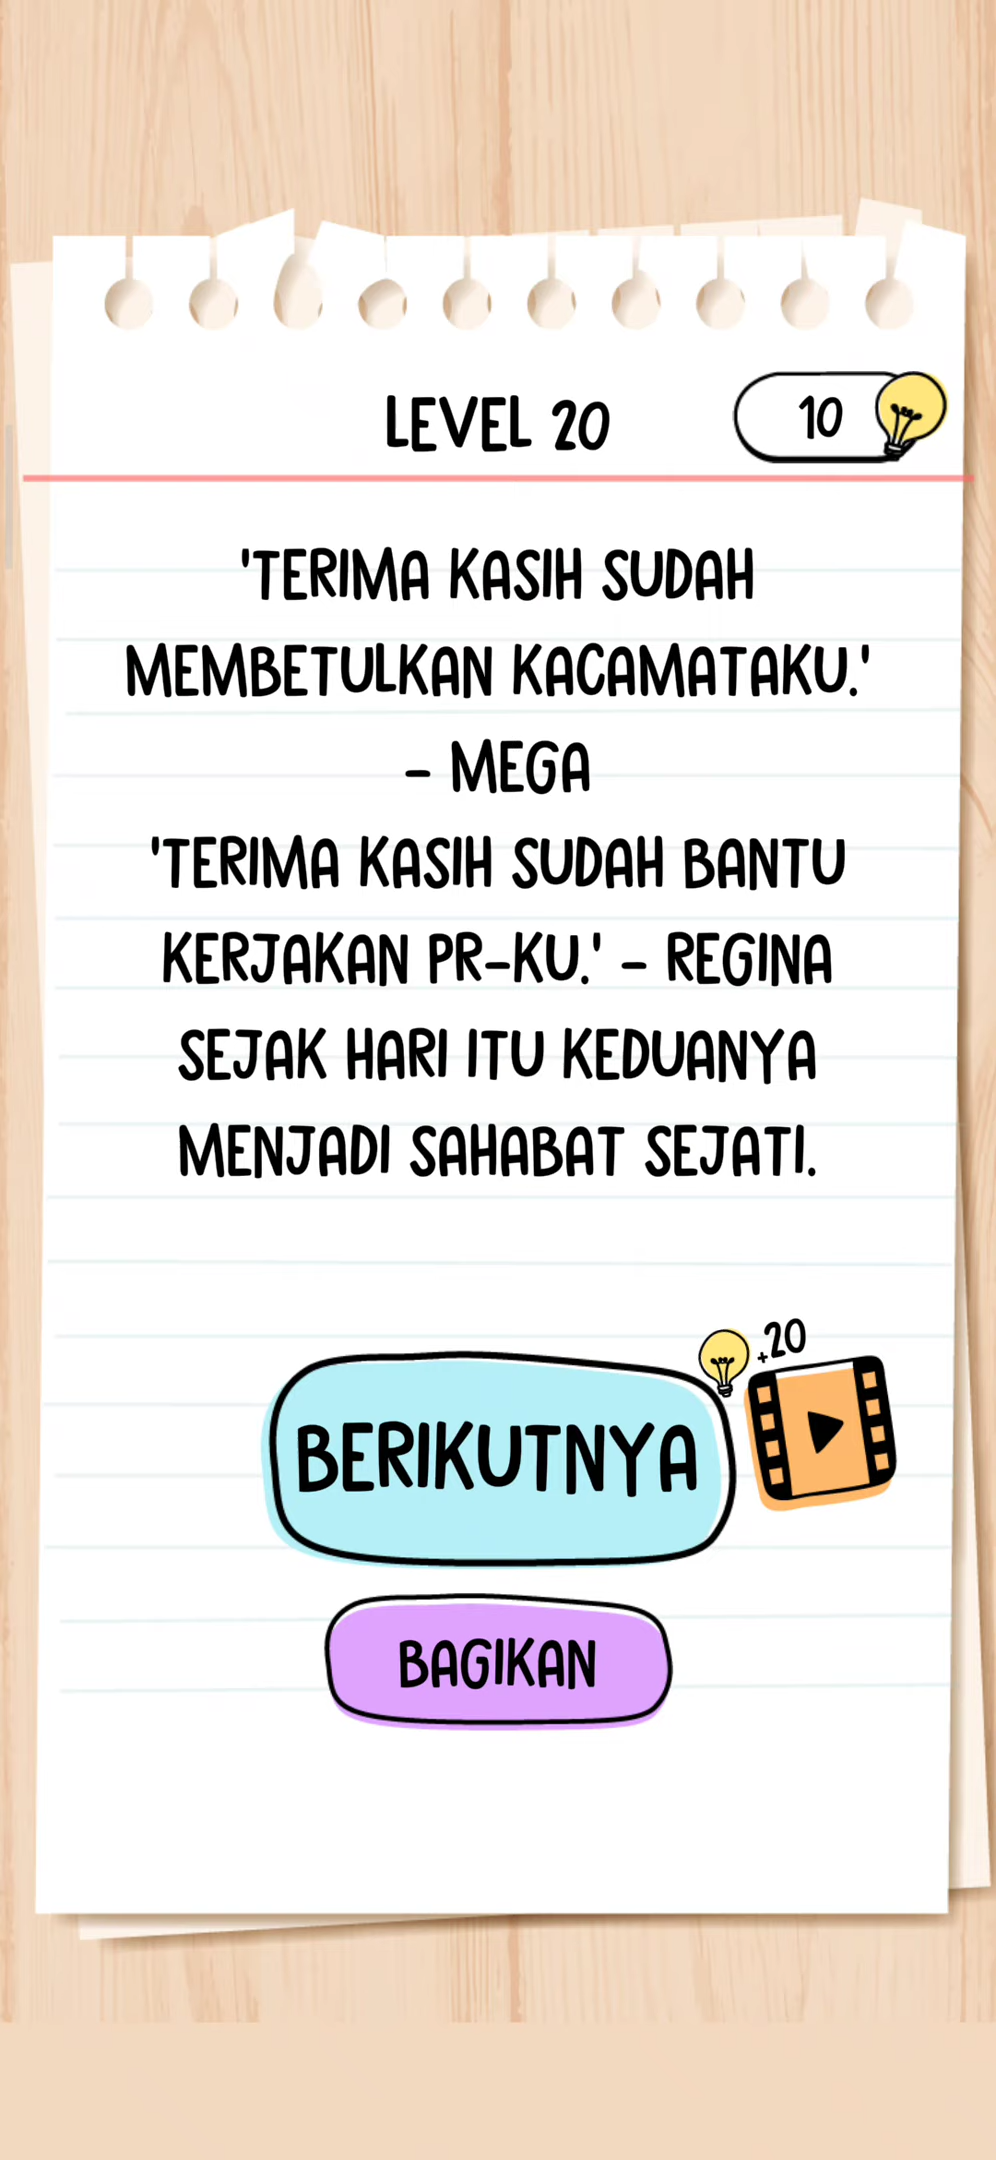 LEVEL 20
10
'TERIMA KASIH SUDAH
MEMBETULKAN KACAMATAKU.'
- MEGA
'TERIMA KASIH SUDAH BANTU
KERJAKAN PR-KU.' - REGINA
SEJAK HARI ITU KEDUANYA
MENJADI SAHABAT SEJATI.
+20
BERIKUTNYA
BAGIKAN